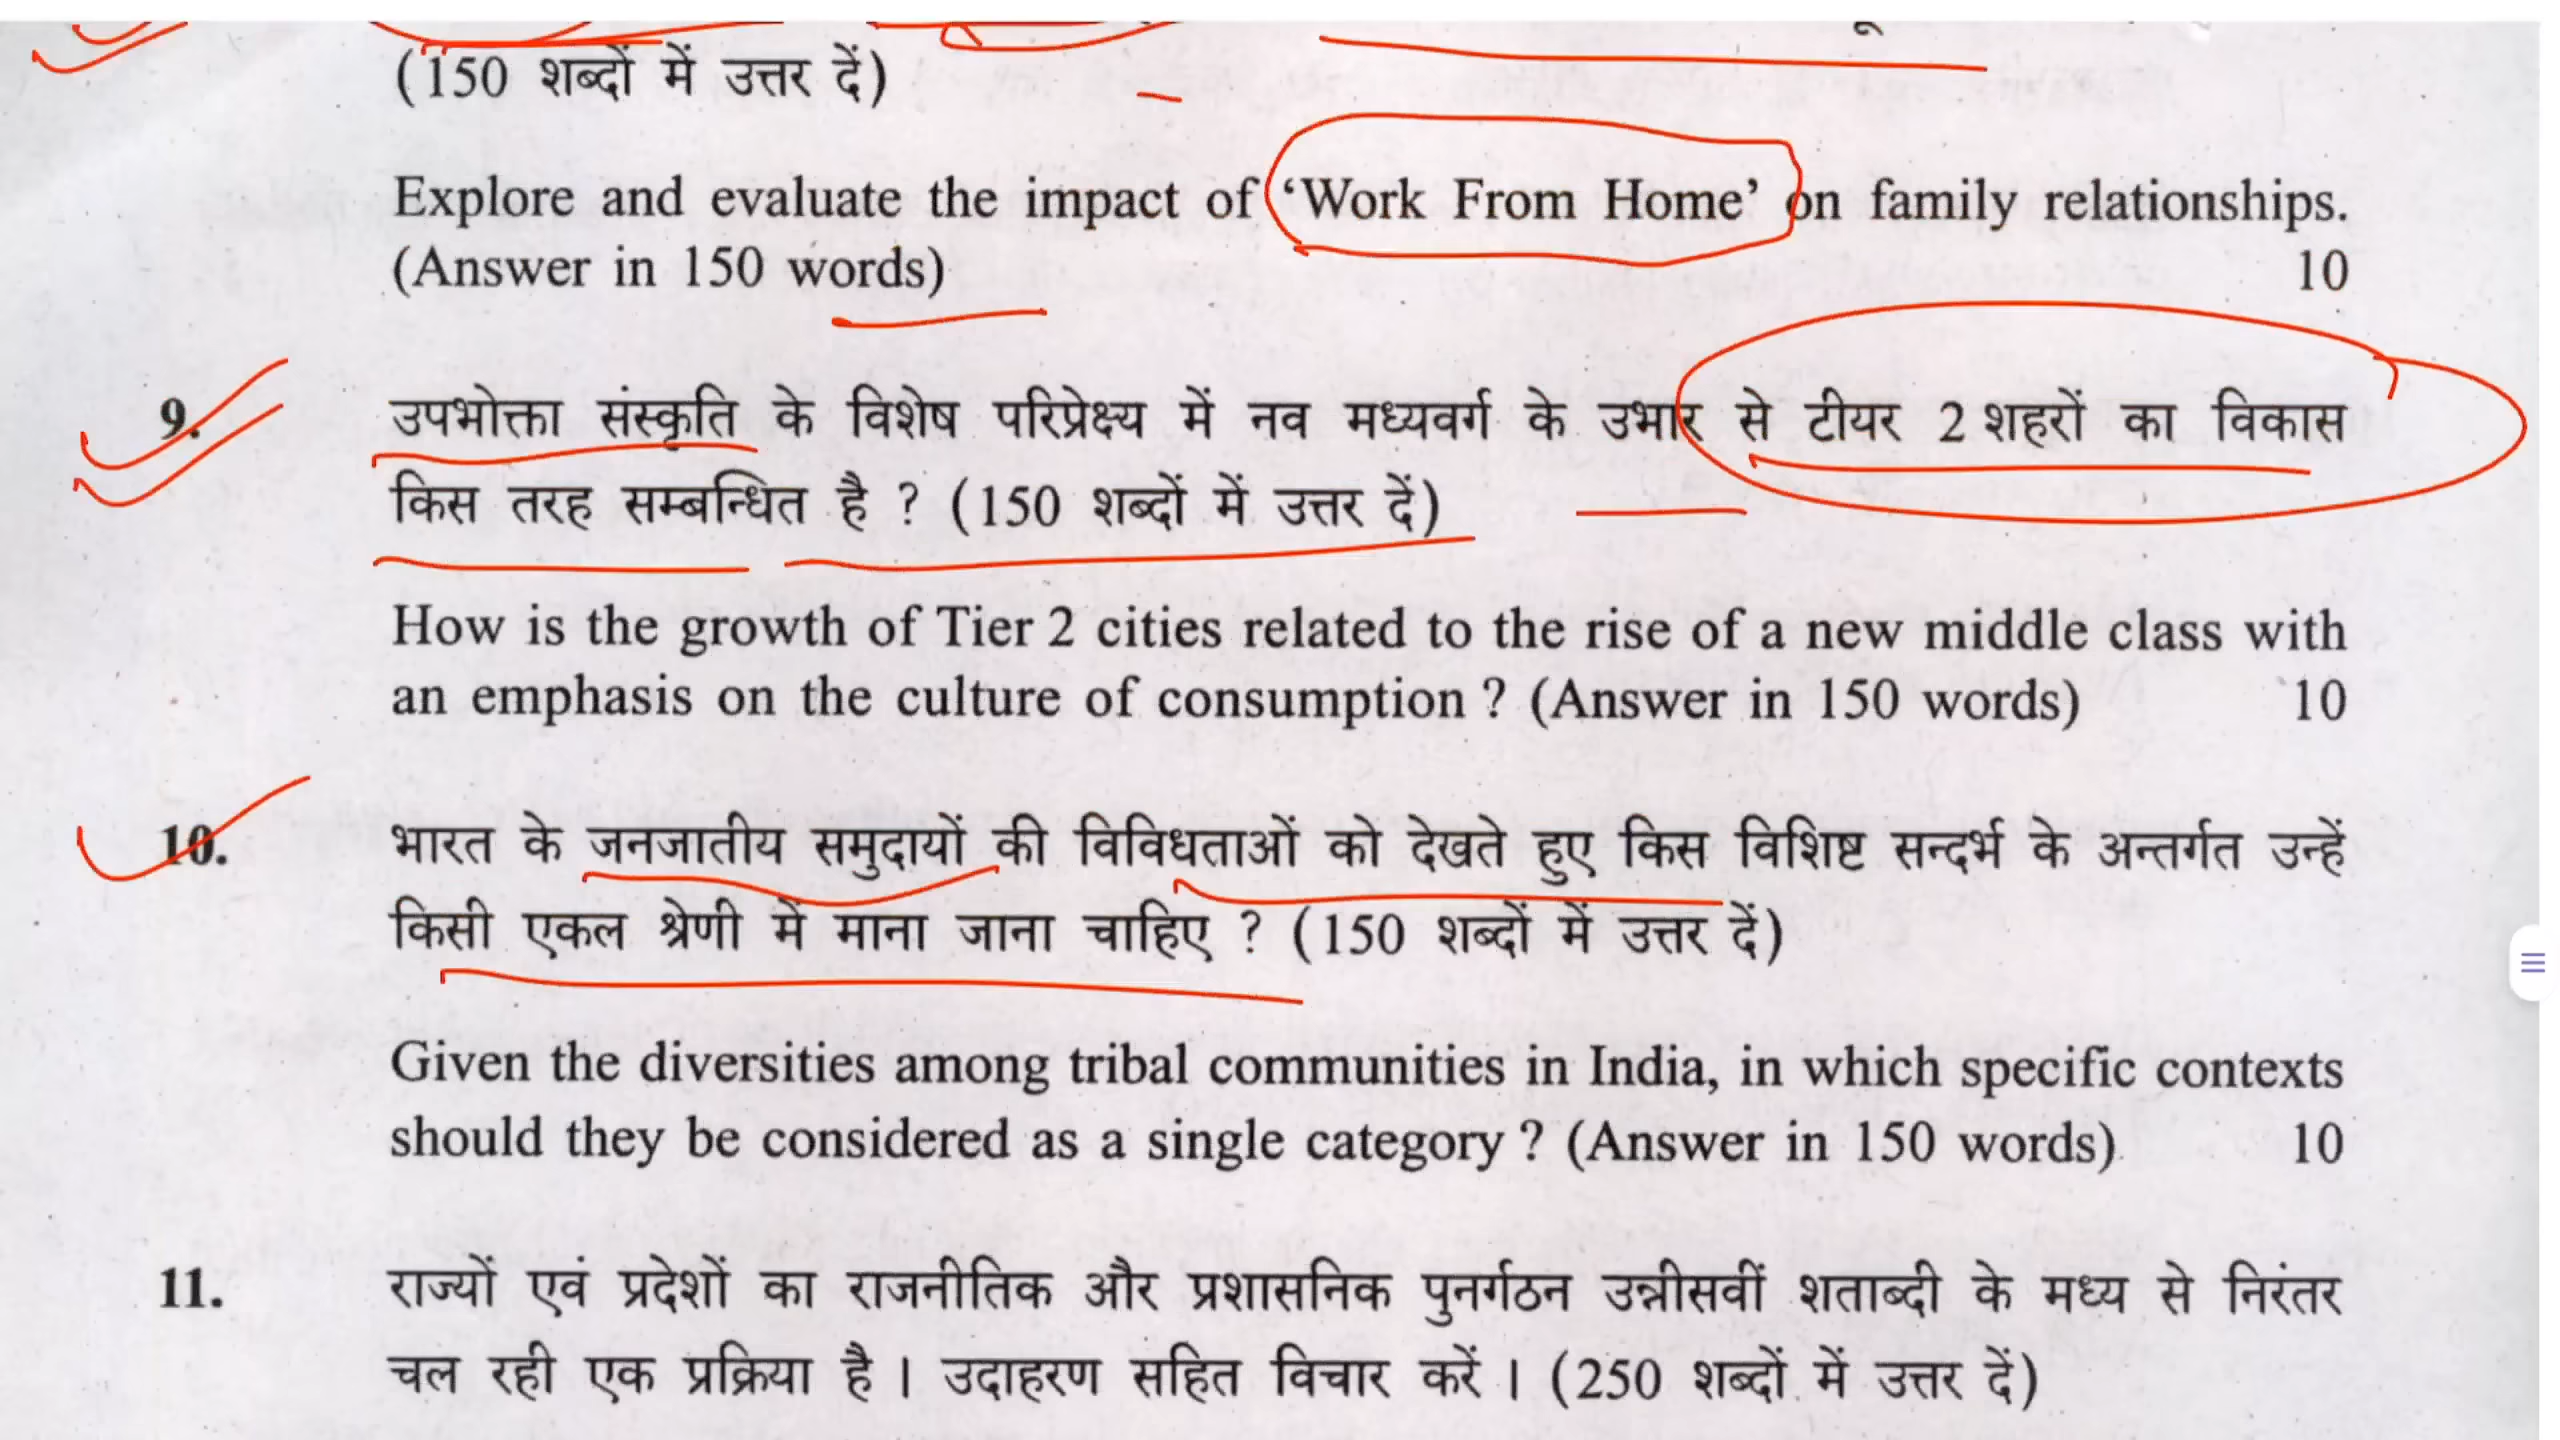 (150 शब्दों में उत्तर दें)
Explore and evaluate the impact of ‘Work From Home’ on family relationships.
(Answer in 150 words) 10
9. उपभोक्ता संस्कृति के विशेष परिप्रेक्ष्य में नव मध्यवर्ग के उभार से टीयर 2 शहरों का विकास
किस तरह सम्बन्धित है ? (150 शब्दों में उत्तर दें)
How is the growth of Tier 2 cities related to the rise of a new middle class with
an emphasis on the culture of consumption ? (Answer in 150 words) 10
10. भारत के जनजातीय समुदायों की विविधताओं को देखते हुए किस विशिष्ट सन्दर्भ के अन्तर्गत उन्हें
किसी एकल श्रेणी में माना जाना चाहिए ? (150 शब्दों में उत्तर दें)
Given the diversities among tribal communities in India, in which specific contexts
should they be considered as a single category ? (Answer in 150 words) 10
11. राज्यों एवं प्रदेशों का राजनीतिक और प्रशासनिक पुनर्गठन उन्नीसवीं शताब्दी के मध्य से निरंतर
चल रही एक प्रक्रिया है । उदाहरण सहित विचार करें । (250 शब्दों में उत्तर दें)